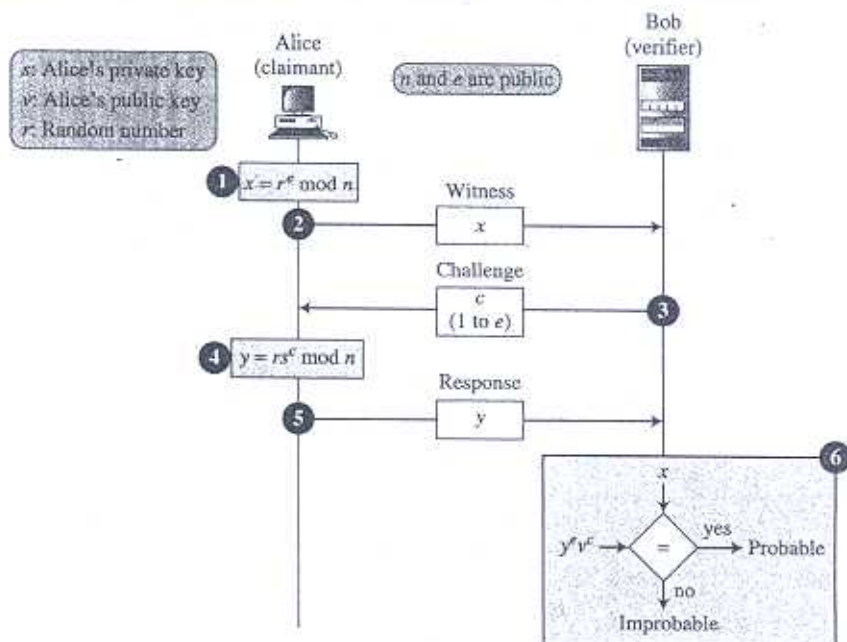 Alice
(claimant)
Bob
(verifier)
s: Alice's private key
v: Alice's public key
r: Random number
n and e are public
1
x = r^e mod n
Witness
2
x
Challenge
c
(1 to e)
3
4
y = rs^c mod n
Response
5
y
6
x
y^e v^c
=
yes
Probable
no
Improbable